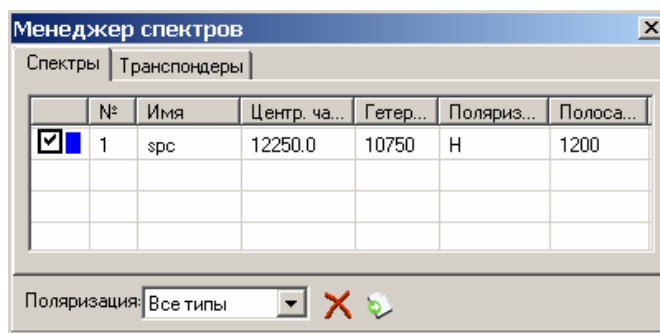 Менеджер спектров
Спектры Транспондеры
№ Имя Центр. ча... Гетер... Поляриз... Полоса...
1 spc 12250.0 10750 H 1200
Поляризация: Все типы